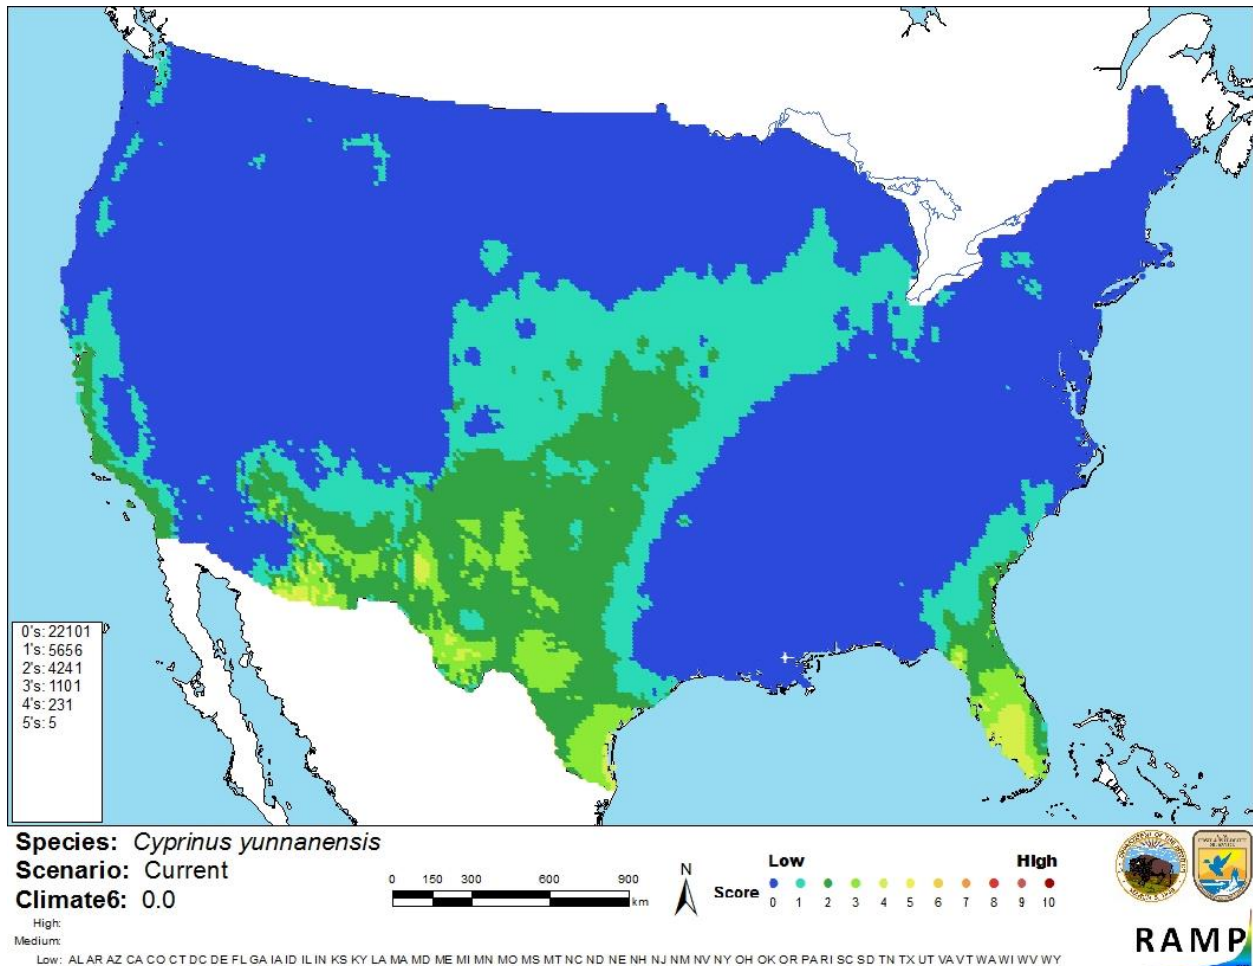 0's: 22101
1's: 5656
2's: 4241
3's: 1101
4's: 231
5's: 5
Species: Cyprinus yunnanensis
Scenario: Current
Climate6: 0.0
High:
Medium:
Low: AL AR AZ CA CO CT DC DE FL GA IA ID IL IN KS KY LA MA MD ME MI MN MO MS MT NC ND NE NH NJ NM NV NY OH OK OR PA RI SC SD TN TX UT VA VT WA WI WV WY
0 150 300 600 900
km
N
Low High
Score 0 1 2 3 4 5 6 7 8 9 10
RAMP